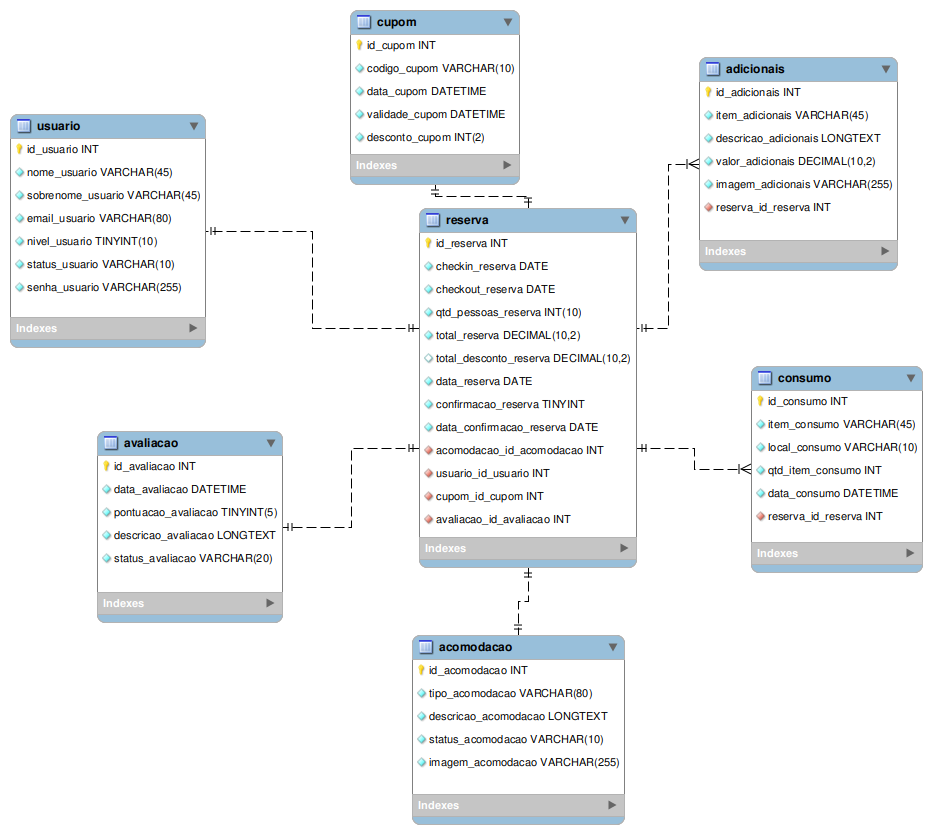 cupom
id_cupom INT
codigo_cupom VARCHAR(10)
data_cupom DATETIME
validade_cupom DATETIME
desconto_cupom INT(2)
Indexes
adicionais
id_adicionais INT
item_adicionais VARCHAR(45)
descricao_adicionais LONGTEXT
valor_adicionais DECIMAL(10,2)
imagem_adicionais VARCHAR(255)
reserva_id_reserva INT
Indexes
usuario
id_usuario INT
nome_usuario VARCHAR(45)
sobrenome_usuario VARCHAR(45)
email_usuario VARCHAR(80)
nivel_usuario TINYINT(10)
status_usuario VARCHAR(10)
senha_usuario VARCHAR(255)
Indexes
reserva
id_reserva INT
checkin_reserva DATE
checkout_reserva DATE
qtd_pessoas_reserva INT(10)
total_reserva DECIMAL(10,2)
total_desconto_reserva DECIMAL(10,2)
data_reserva DATE
confirmacao_reserva TINYINT
data_confirmacao_reserva DATE
acomodacao_id_acomodacao INT
usuario_id_usuario INT
cupom_id_cupom INT
avaliacao_id_avaliacao INT
Indexes
consumo
id_consumo INT
item_consumo VARCHAR(45)
local_consumo VARCHAR(10)
qtd_item_consumo INT
data_consumo DATETIME
reserva_id_reserva INT
Indexes
avaliacao
id_avaliacao INT
data_avaliacao DATETIME
pontuacao_avaliacao TINYINT(5)
descricao_avaliacao LONGTEXT
status_avaliacao VARCHAR(20)
Indexes
acomodacao
id_acomodacao INT
tipo_acomodacao VARCHAR(80)
descricao_acomodacao LONGTEXT
status_acomodacao VARCHAR(10)
imagem_acomodacao VARCHAR(255)
Indexes